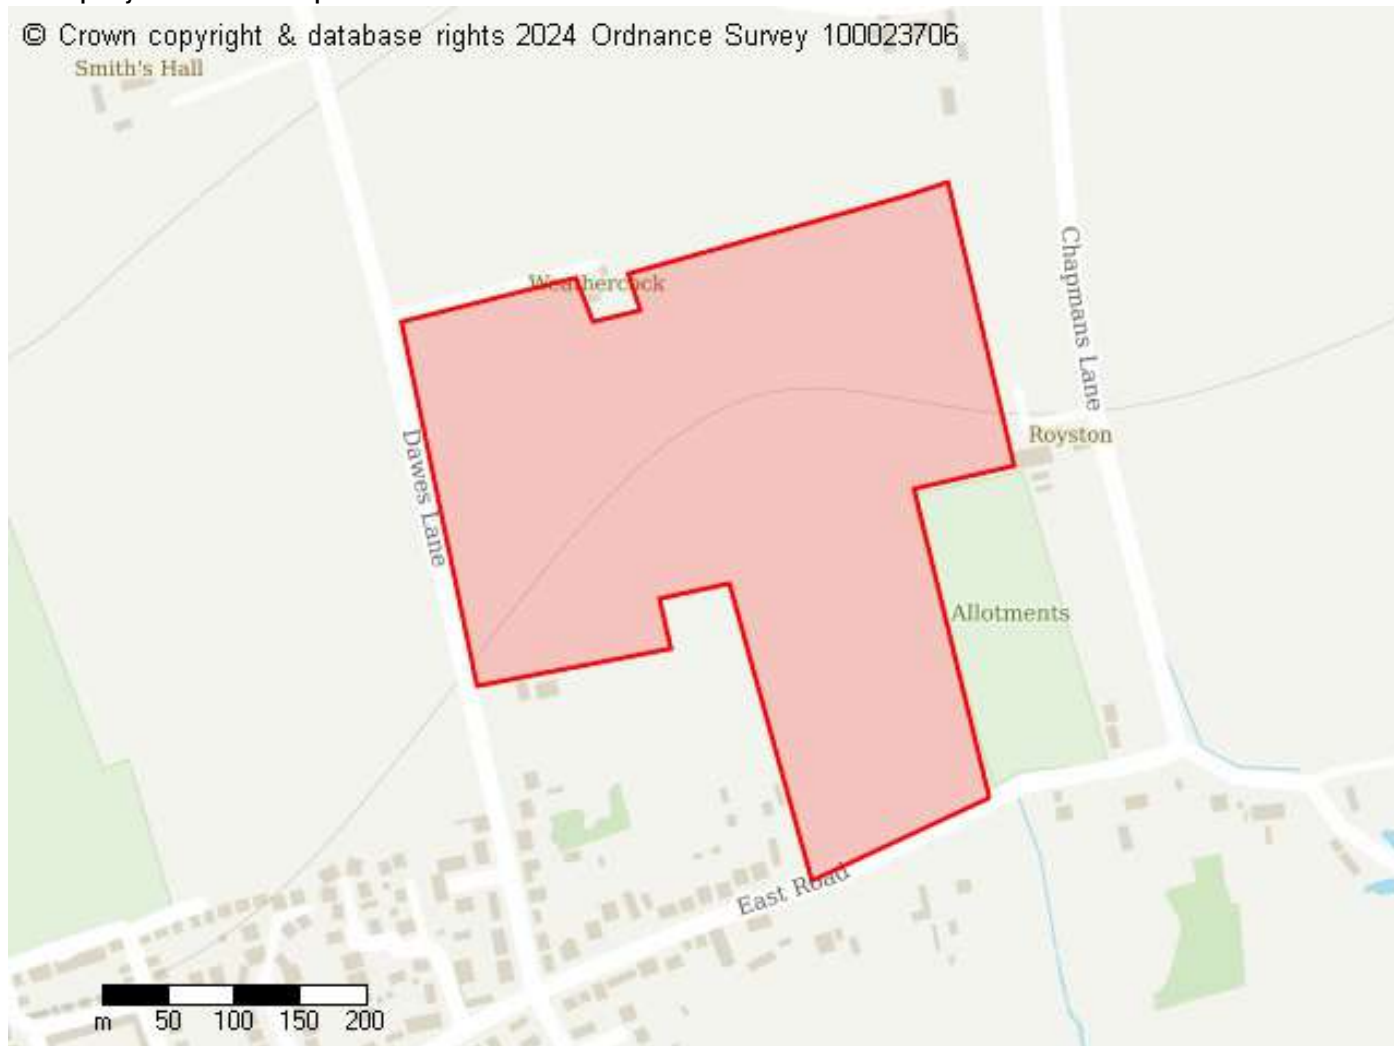 © Crown copyright & database rights 2024 Ordnance Survey 100023706
Smith's Hall
Weathercock
Chapmans Lane
Dawes Lane
Royston
Allotments
East Road
m 50 100 150 200